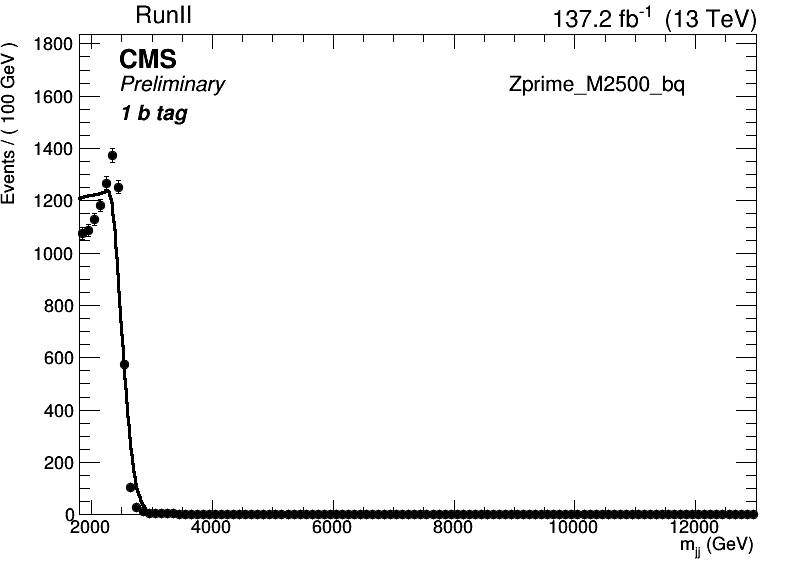 RunII 137.2 fb-1 (13 TeV)
CMS
Preliminary
Zprime_M2500_bq
1 b tag
Events / ( 100 GeV )
1800
1600
1400
1200
1000
800
600
400
200
0
2000 4000 6000 8000 10000 12000
mjj (GeV)